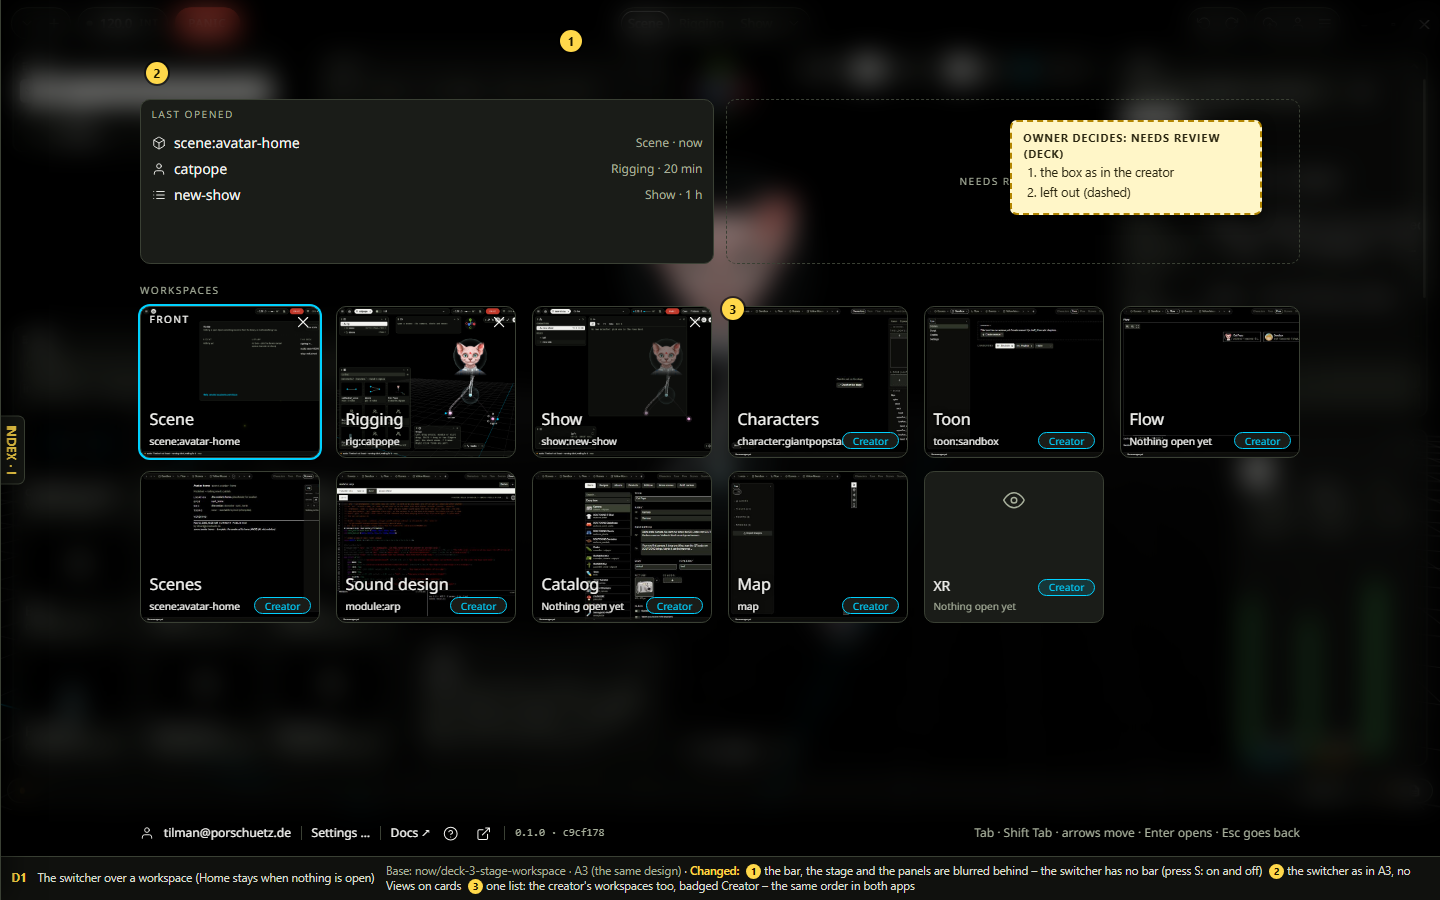 1
2
LAST OPENED
scene:avatar-home
Scene · now
catpope
Rigging · 20 min
new-show
Show · 1 h
NEEDS R
OWNER DECIDES: NEEDS REVIEW
(DECK)
1. the box as in the creator
2. left out (dashed)
WORKSPACES
3
FRONT
Scene
scene:avatar-home
Rigging
rig:catpope
Show
show:new-show
Characters
character:giantpopsta
Creator
Toon
toon:sandbox
Creator
Flow
Nothing open yet
Creator
INDEX · I
Scenes
scene:avatar-home
Creator
Sound design
module:arp
Creator
Catalog
Nothing open yet
Creator
Map
map
Creator
XR
Nothing open yet
Creator
tilman@porschuetz.de
Settings ...
Docs ↗
0.1.0 · c9cf178
Tab · Shift Tab · arrows move · Enter opens · Esc goes back
D1 The switcher over a workspace (Home stays when nothing is open)
Base: now/deck-3-stage-workspace · A3 (the same design) · Changed: 1 the bar, the stage and the panels are blurred behind – the switcher has no bar (press S: on and off) 2 the switcher as in A3, no
Views on cards 3 one list: the creator's workspaces too, badged Creator – the same order in both apps